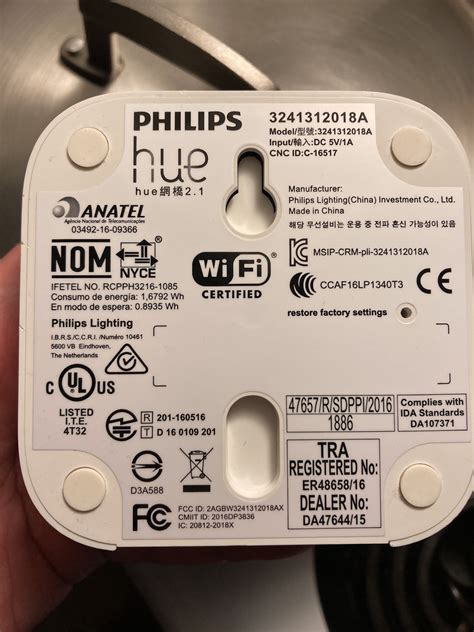 PHILIPS
hue
hue網橋2.1
3241312018A
Model/型號:3241312018A
Input/輸入:DC 5V/1A
CNC ID:C-16517
Manufacturer:
Philips Lighting(China) Investment Co., Ltd.
Made in China
해당 무선설비는 운용 중 전파 혼신 가능성이 있음
ANATEL
Agência Nacional de Telecomunicações
03492-16-09366
NOM
NYCE
WiFi
CERTIFIED
MSIP-CRM-pli-3241312018A
CCAF16LP1340T3
CE
IFETEL NO. RCPPH3216-1085
Consumo de energía: 1,6792 Wh
En modo de espera: 0.8935 Wh
restore factory settings
Philips Lighting
I.B.R.S./C.C.R.I. /Numéro 10461
5600 VB Eindhoven,
The Netherlands
c UL us
LISTED
I.T.E.
4T32
R 201-160516
T D 16 0109 201
47657/R/SDPPI/2016
1886
Complies with
IDA Standards
DA107371
D3A588
TRA
REGISTERED No:
ER48658/16
DEALER No:
DA47644/15
FC
FCC ID: 2AGBW3241312018AX
CMIIT ID: 2016DP3836
IC: 20812-2018X